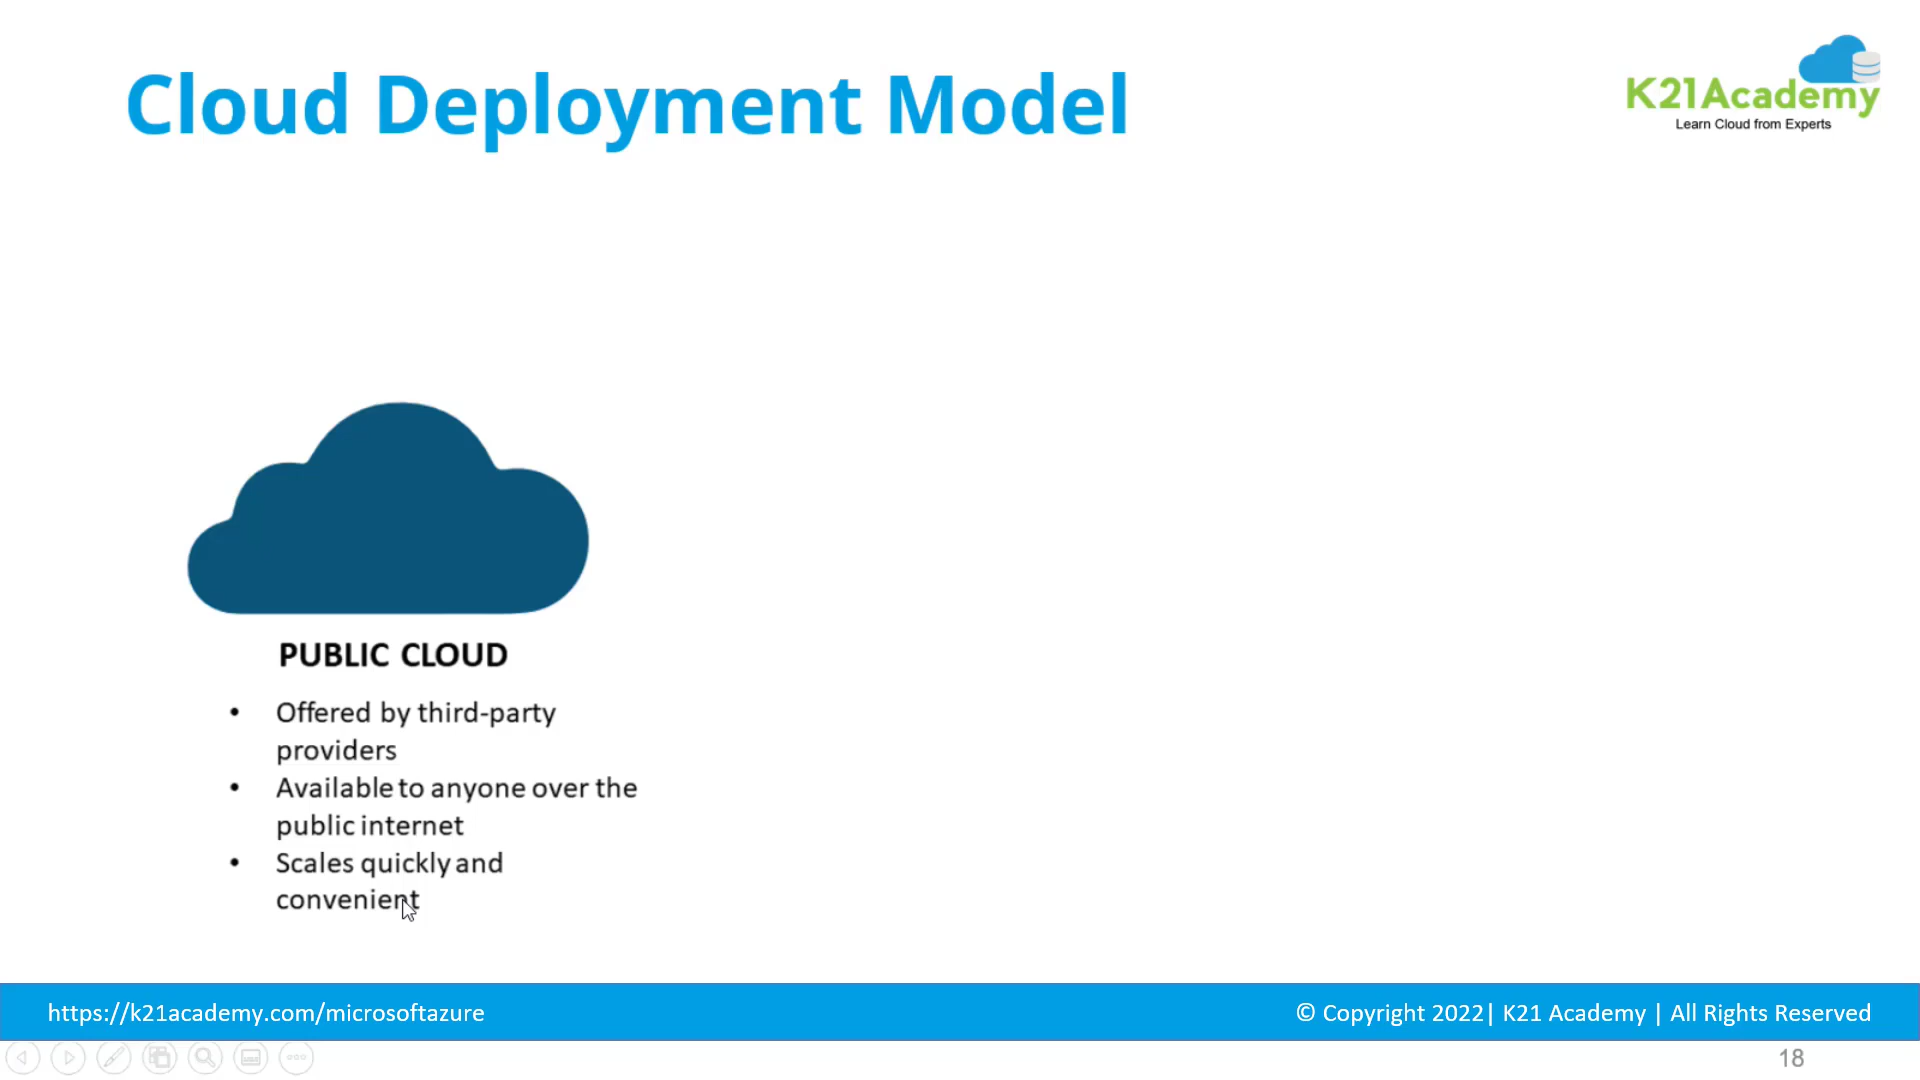 Cloud Deployment Model
K21Academy
Learn Cloud from Experts
PUBLIC CLOUD
• Offered by third-party
providers
• Available to anyone over the
public internet
• Scales quickly and
convenient
https://k21academy.com/microsoftazure
© Copyright 2022| K21 Academy | All Rights Reserved
18